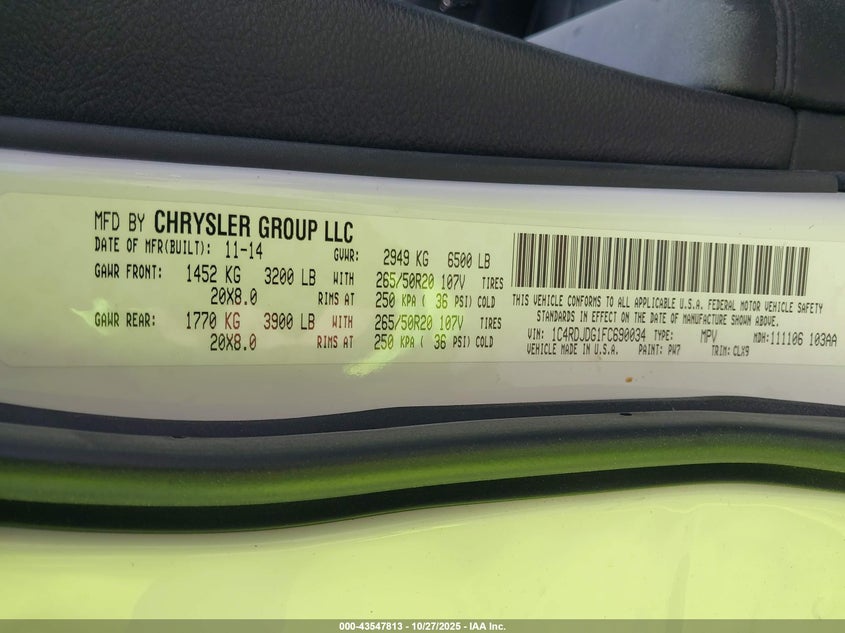 MFD BY CHRYSLER GROUP LLC
DATE OF MFR(BUILT): 11-14 GVWR: 2949 KG 6500 LB
GAWR FRONT: 1452 KG 3200 LB WITH 265/50R20 107V TIRES
20X8.0 RIMS AT 250 KPA ( 36 PSI) COLD
GAWR REAR: 1770 KG 3900 LB WITH 265/50R20 107V TIRES
20X8.0 RIMS AT 250 KPA ( 36 PSI) COLD
THIS VEHICLE CONFORMS TO ALL APPLICABLE U.S.A. FEDERAL MOTOR VEHICLE SAFETY
STANDARDS IN EFFECT ON THE DATE OF MANUFACTURE SHOWN ABOVE.
VIN: 1C4RDJDG1FC690034 TYPE: MPV MDH: 111106 103AA
VEHICLE MADE IN U.S.A. PAINT: PW7 TRIM: CLX9
000-43547813 / 10/27/2025 - IAA Inc.